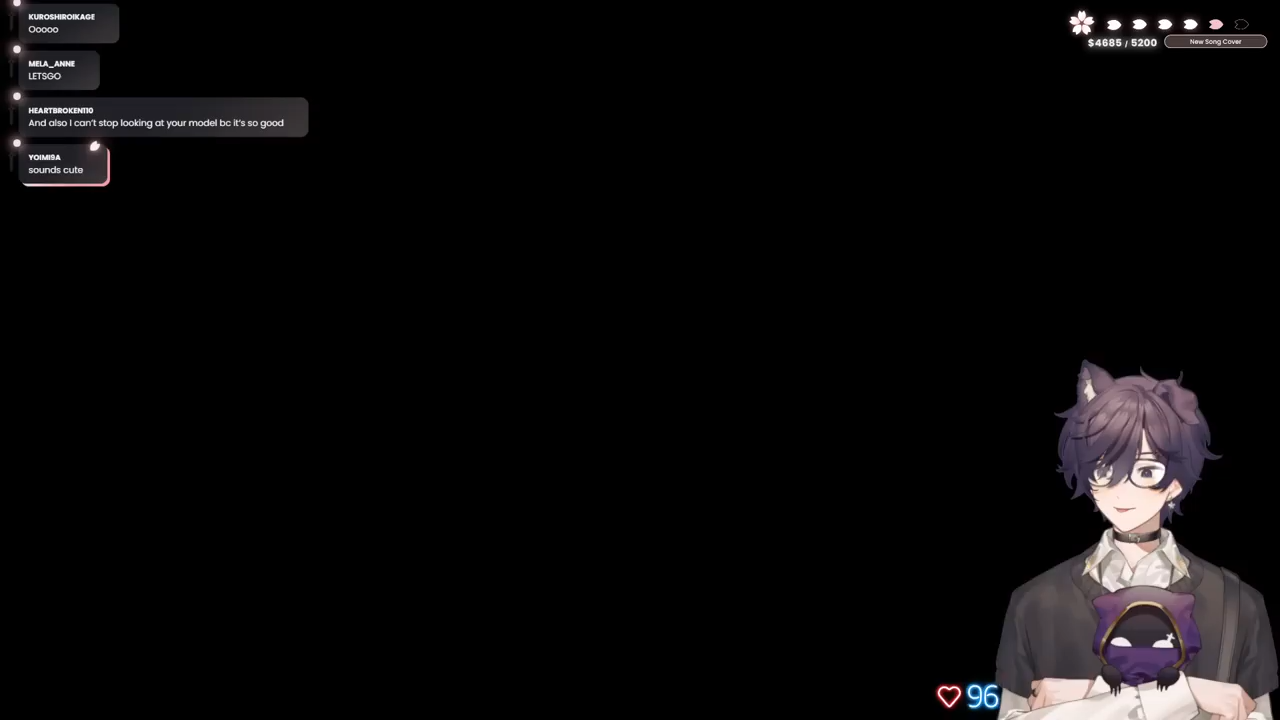 KUROSHIROIKAGE
Ooooo
MELA_ANNE
LETSGO
HEARTBROKEN110
And also I can't stop looking at your model bc it's so good
YOIMI9A
sounds cute
$4685 / 5200
New Song Cover
96